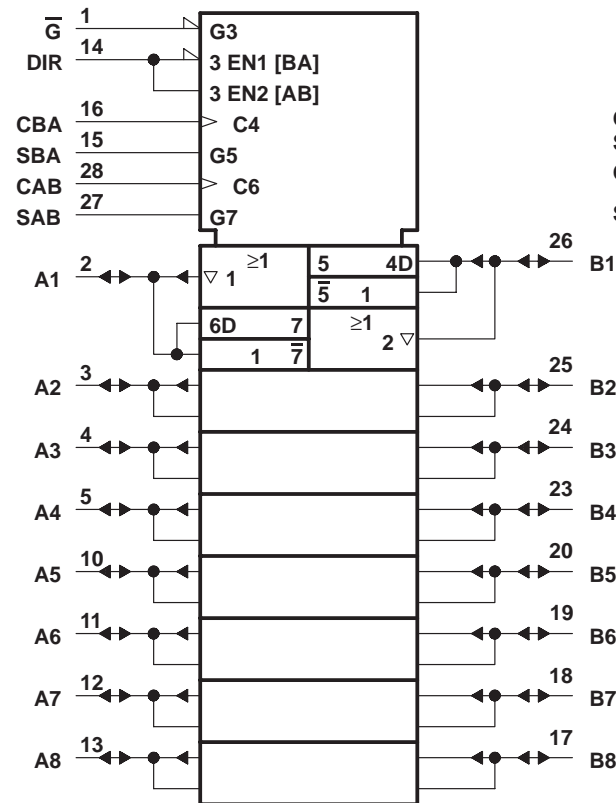 G̅ 1 G3
DIR 14 3 EN1 [BA]
3 EN2 [AB]
CBA 16 C4
SBA 15 G5
CAB 28 C6
SAB 27 G7
A1 2 1 ≥1 5 4D 26 B1
5̅ 1
6D 7 ≥1 2
1 7̅
A2 3 25 B2
A3 4 24 B3
A4 5 23 B4
A5 10 20 B5
A6 11 19 B6
A7 12 18 B7
A8 13 17 B8